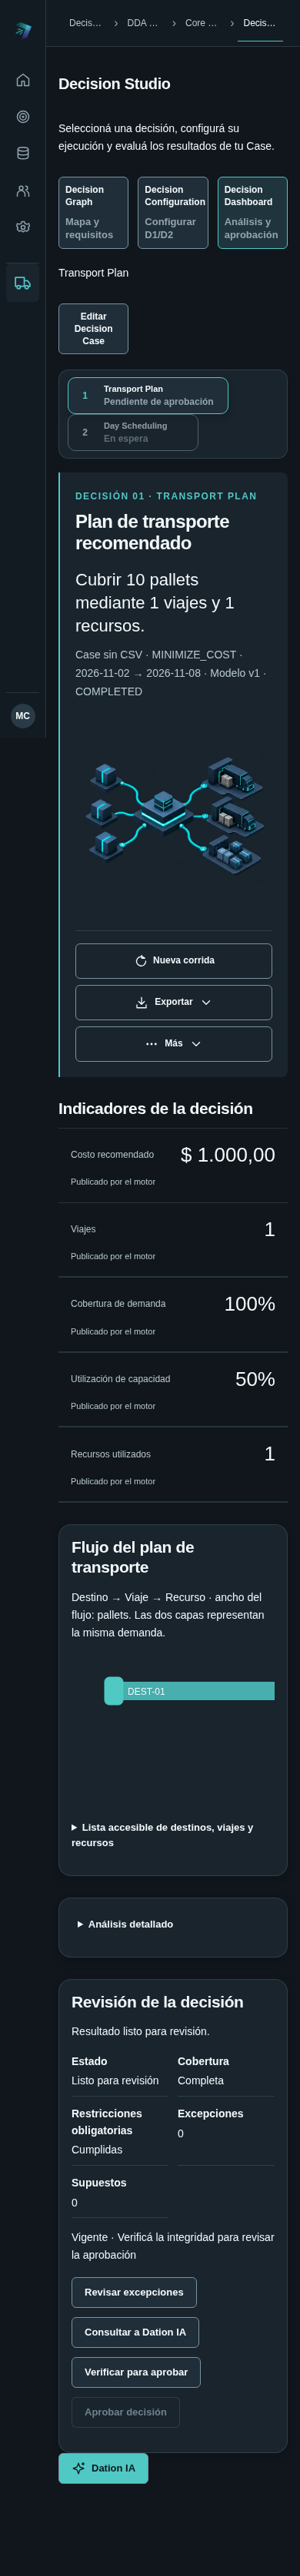 Decis… > DDA … > Core … > Decis…
Decision Studio
Seleccioná una decisión, configurá su
ejecución y evaluá los resultados de tu Case.
Decision
Graph
Mapa y
requisitos
Decision
Configuration
Configurar
D1/D2
Decision
Dashboard
Análisis y
aprobación
Transport Plan
Editar
Decision
Case
1
Transport Plan
Pendiente de aprobación
2
Day Scheduling
En espera
DECISIÓN 01 · TRANSPORT PLAN
Plan de transporte
recomendado
Cubrir 10 pallets
mediante 1 viajes y 1
recursos.
Case sin CSV · MINIMIZE_COST ·
2026-11-02 → 2026-11-08 · Modelo v1 ·
COMPLETED
MC
Nueva corrida
Exportar
Más
Indicadores de la decisión
Costo recomendado $ 1.000,00
Publicado por el motor
Viajes 1
Publicado por el motor
Cobertura de demanda 100%
Publicado por el motor
Utilización de capacidad 50%
Publicado por el motor
Recursos utilizados 1
Publicado por el motor
Flujo del plan de
transporte
Destino → Viaje → Recurso · ancho del
flujo: pallets. Las dos capas representan
la misma demanda.
DEST-01
Lista accesible de destinos, viajes y
recursos
Análisis detallado
Revisión de la decisión
Resultado listo para revisión.
Estado
Listo para revisión
Cobertura
Completa
Restricciones
obligatorias
Cumplidas
Excepciones
0
Supuestos
0
Vigente · Verificá la integridad para revisar
la aprobación
Revisar excepciones
Consultar a Dation IA
Verificar para aprobar
Aprobar decisión
Dation IA